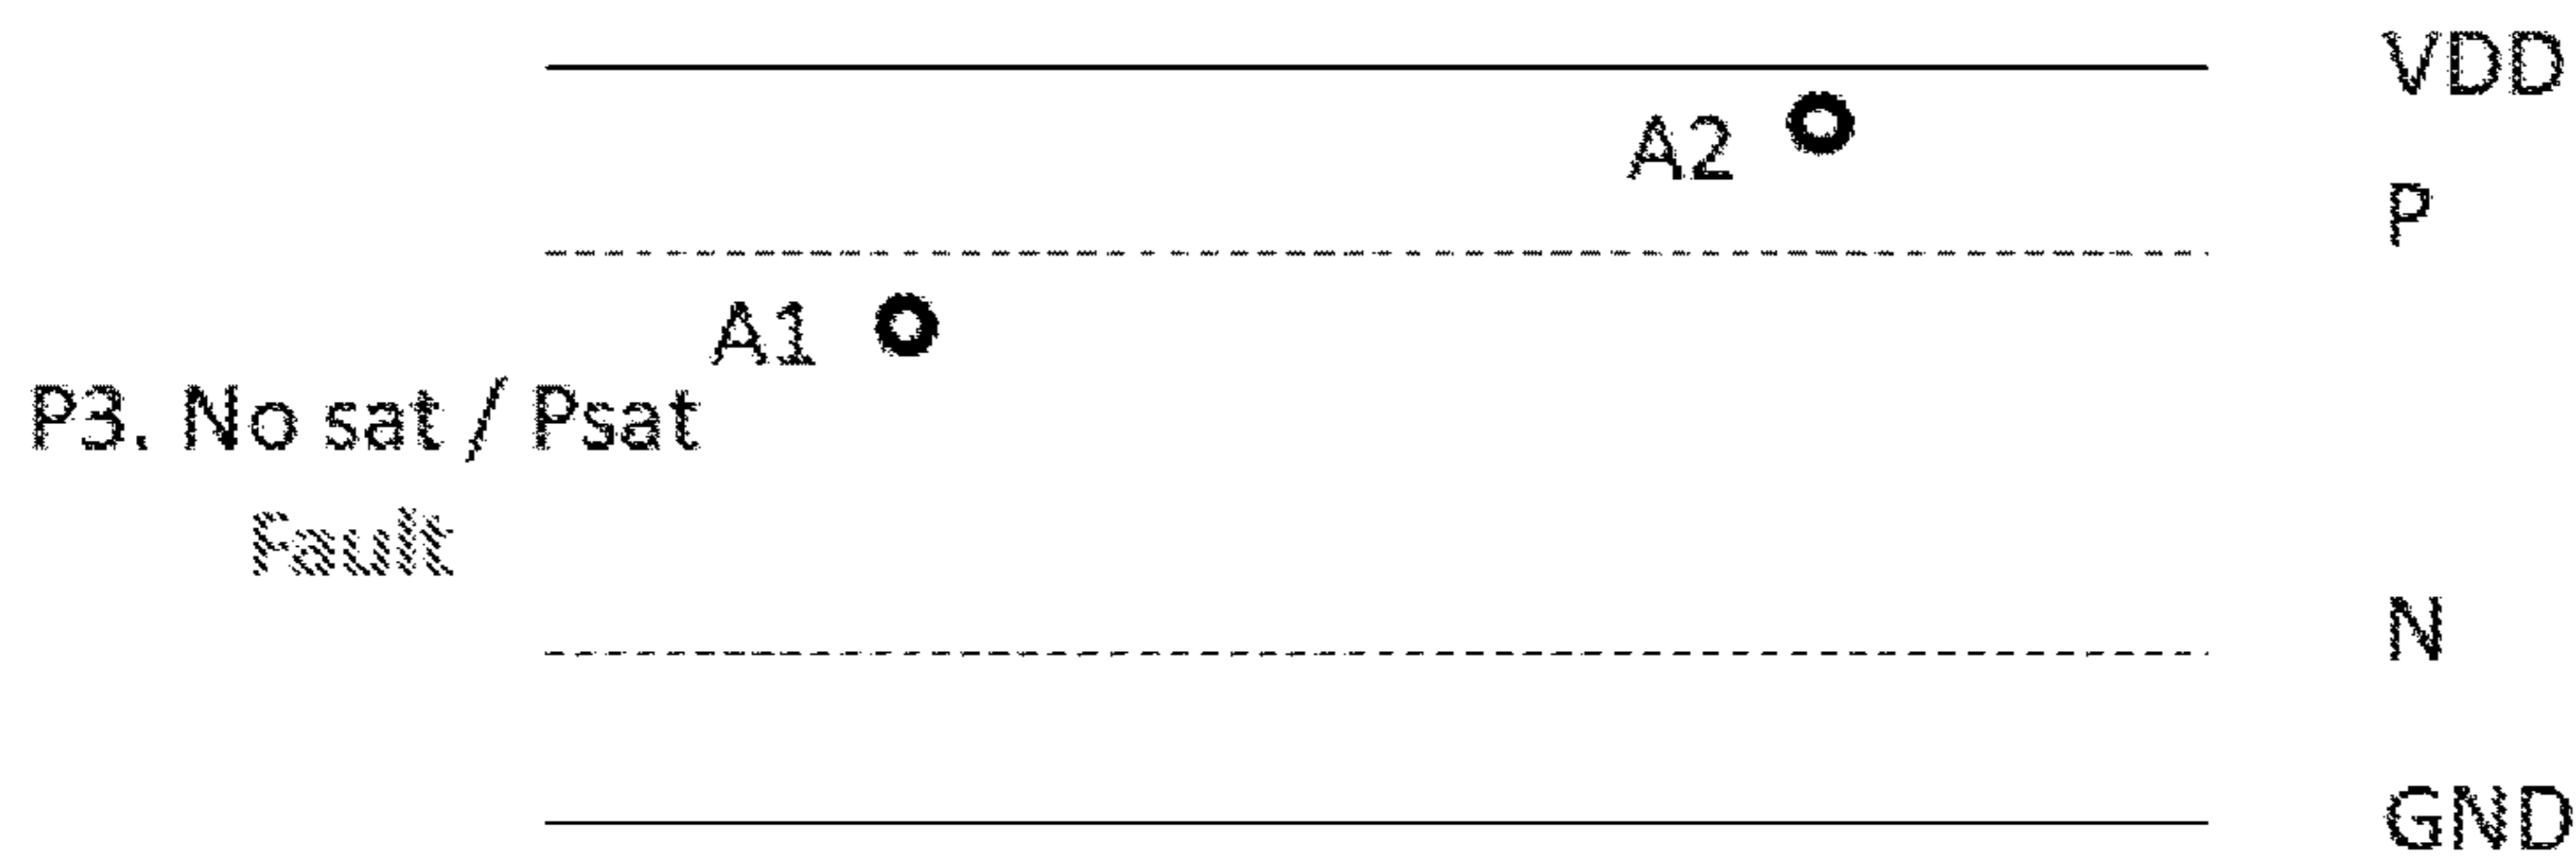 VDD
A2
P
A1
P3. No sat / Psat
Fault
N
GND